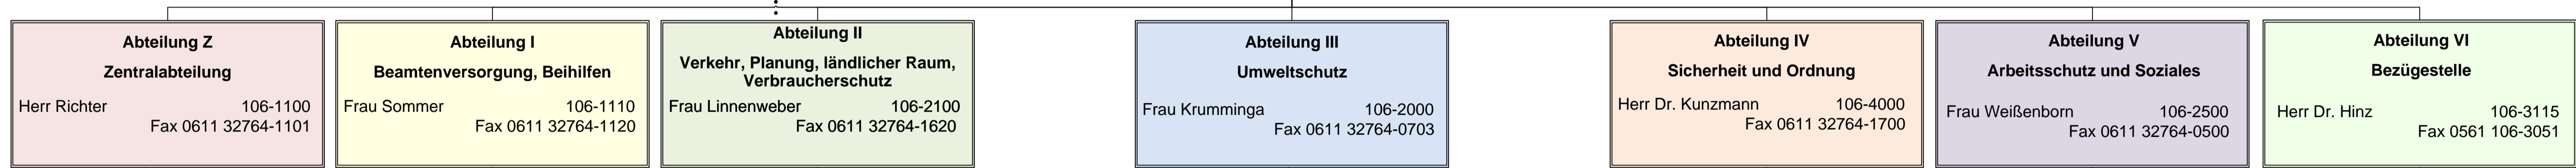 Abteilung Z
Zentralabteilung
Herr Richter 106-1100
Fax 0611 32764-1101
Abteilung I
Beamtenversorgung, Beihilfen
Frau Sommer 106-1110
Fax 0611 32764-1120
Abteilung II
Verkehr, Planung, ländlicher Raum,
Verbraucherschutz
Frau Linnenweber 106-2100
Fax 0611 32764-1620
Abteilung III
Umweltschutz
Frau Krumminga 106-2000
Fax 0611 32764-0703
Abteilung IV
Sicherheit und Ordnung
Herr Dr. Kunzmann 106-4000
Fax 0611 32764-1700
Abteilung V
Arbeitsschutz und Soziales
Frau Weißenborn 106-2500
Fax 0611 32764-0500
Abteilung VI
Bezügestelle
Herr Dr. Hinz 106-3115
Fax 0561 106-3051